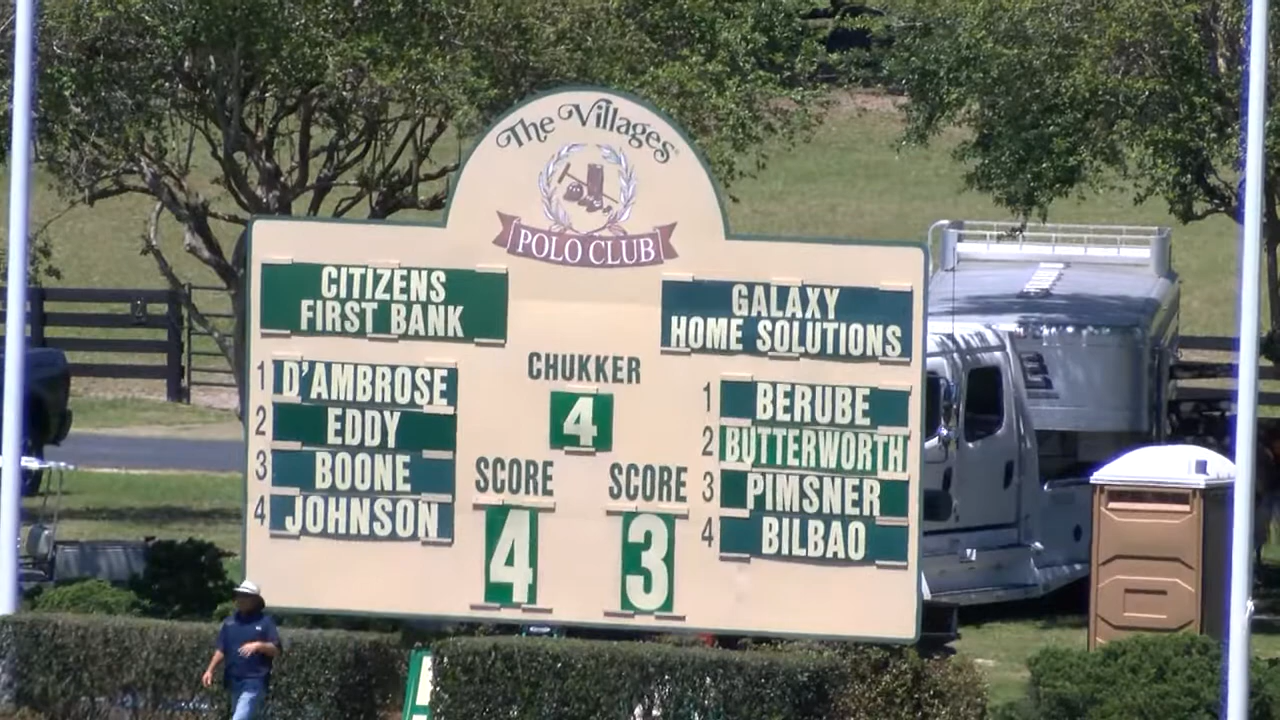 The Villages®
POLO CLUB
CITIZENS
FIRST BANK
GALAXY
HOME SOLUTIONS
CHUKKER
4
1 D'AMBROSE
2 EDDY
3 BOONE
4 JOHNSON
SCORE
4
SCORE
3
1 BERUBE
2 BUTTERWORTH
3 PIMSNER
4 BILBAO